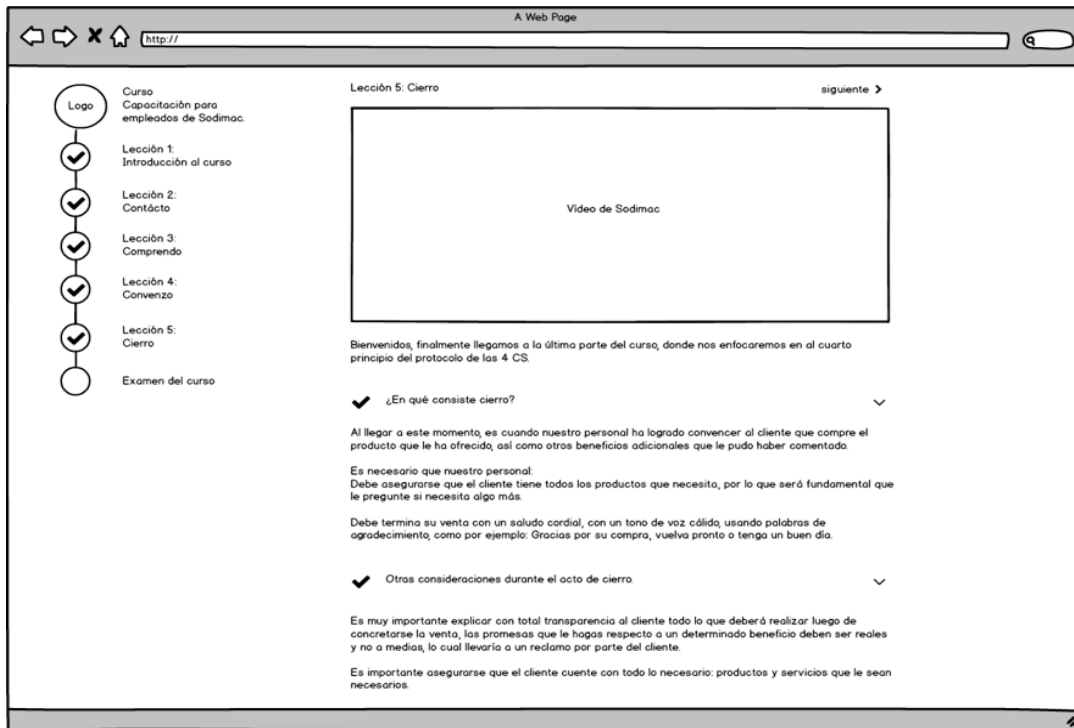 A Web Page
http://
Logo
Curso
Capacitación para
empleados de Sodimac.
Lección 1:
Introducción al curso
Lección 2:
Contácto
Lección 3:
Comprendo
Lección 4:
Convenzo
Lección 5:
Cierro
Examen del curso
Lección 5: Cierro
siguiente
Vídeo de Sodimac
Bienvenidos, finalmente llegamos a la última parte del curso, donde nos enfocaremos en al cuarto
principio del protocolo de las 4 CS.
¿En qué consiste cierro?
Al llegar a este momento, es cuando nuestro personal ha logrado convencer al cliente que compre el
producto que le ha ofrecido, así como otros beneficios adicionales que le pudo haber comentado.
Es necesario que nuestro personal:
Debe asegurarse que el cliente tiene todos los productos que necesita, por lo que será fundamental que
le pregunte si necesita algo más.
Debe termina su venta con un saludo cordial, con un tono de voz cálido, usando palabras de
agradecimiento, como por ejemplo: Gracias por su compra, vuelva pronto o tenga un buen día.
Otras consideraciones durante el acto de cierro.
Es muy importante explicar con total transparencia al cliente todo lo que deberá realizar luego de
concretarse la venta, las promesas que le hagas respecto a un determinado beneficio deben ser reales
y no a medias, lo cual llevaría a un reclamo por parte del cliente.
Es importante asegurarse que el cliente cuente con todo lo necesario: productos y servicios que le sean
necesarios.